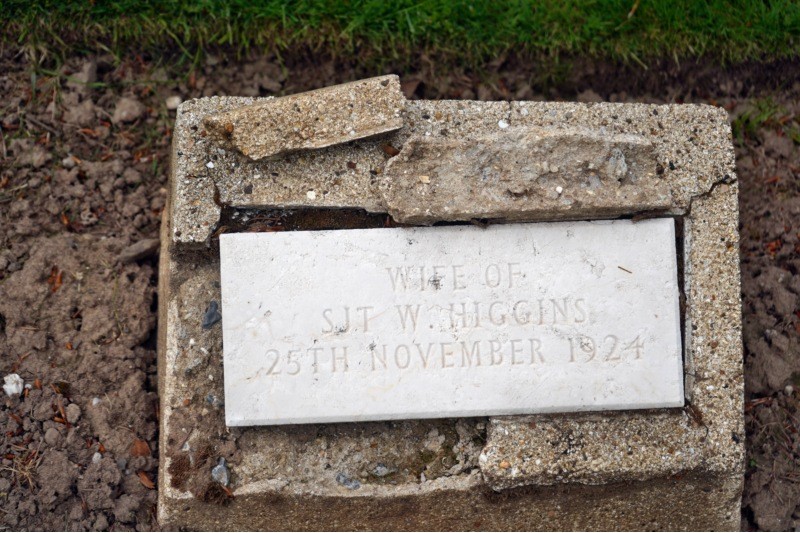 WIFE OF
SJT W. HIGGINS
25TH NOVEMBER 1924